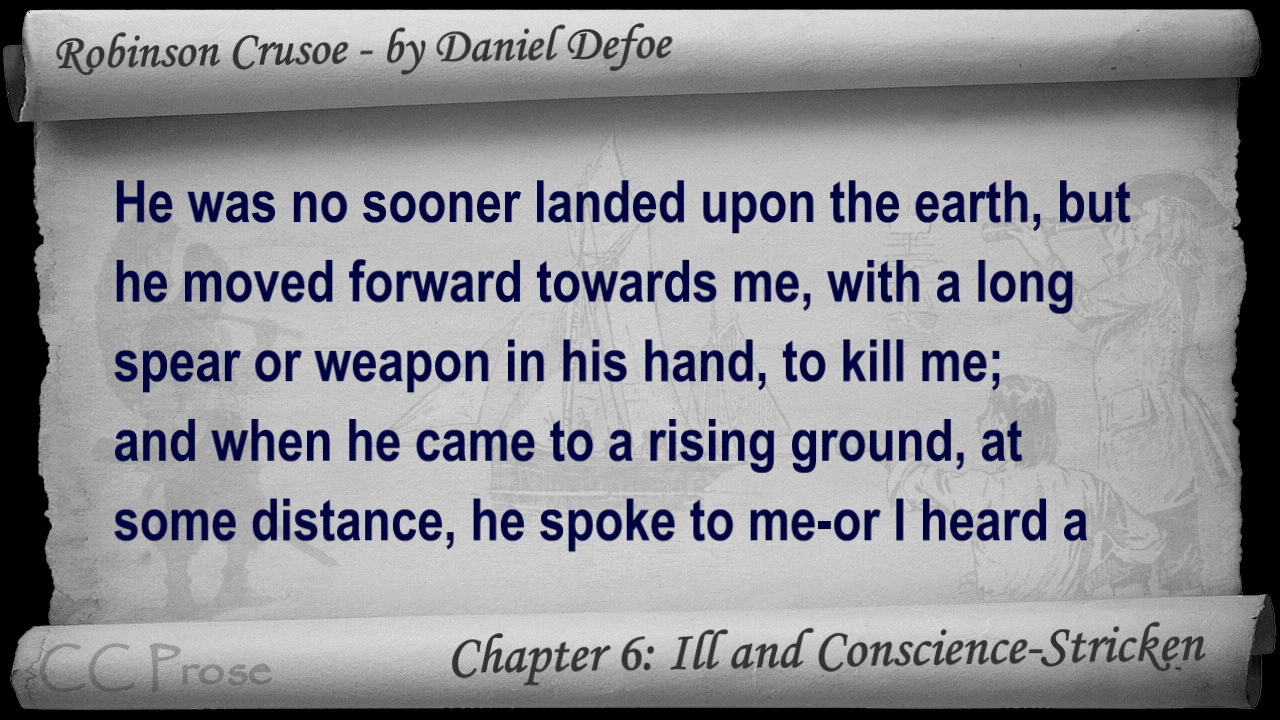 Robinson Crusoe - by Daniel Defoe
He was no sooner landed upon the earth, but
he moved forward towards me, with a long
spear or weapon in his hand, to kill me;
and when he came to a rising ground, at
some distance, he spoke to me-or I heard a
Chapter 6: Ill and Conscience-Stricken
CC Prose